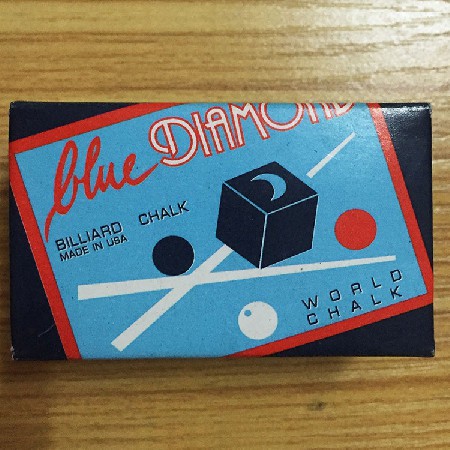 blue DIAMOND
BILLIARD CHALK
MADE IN USA
WORLD
CHALK